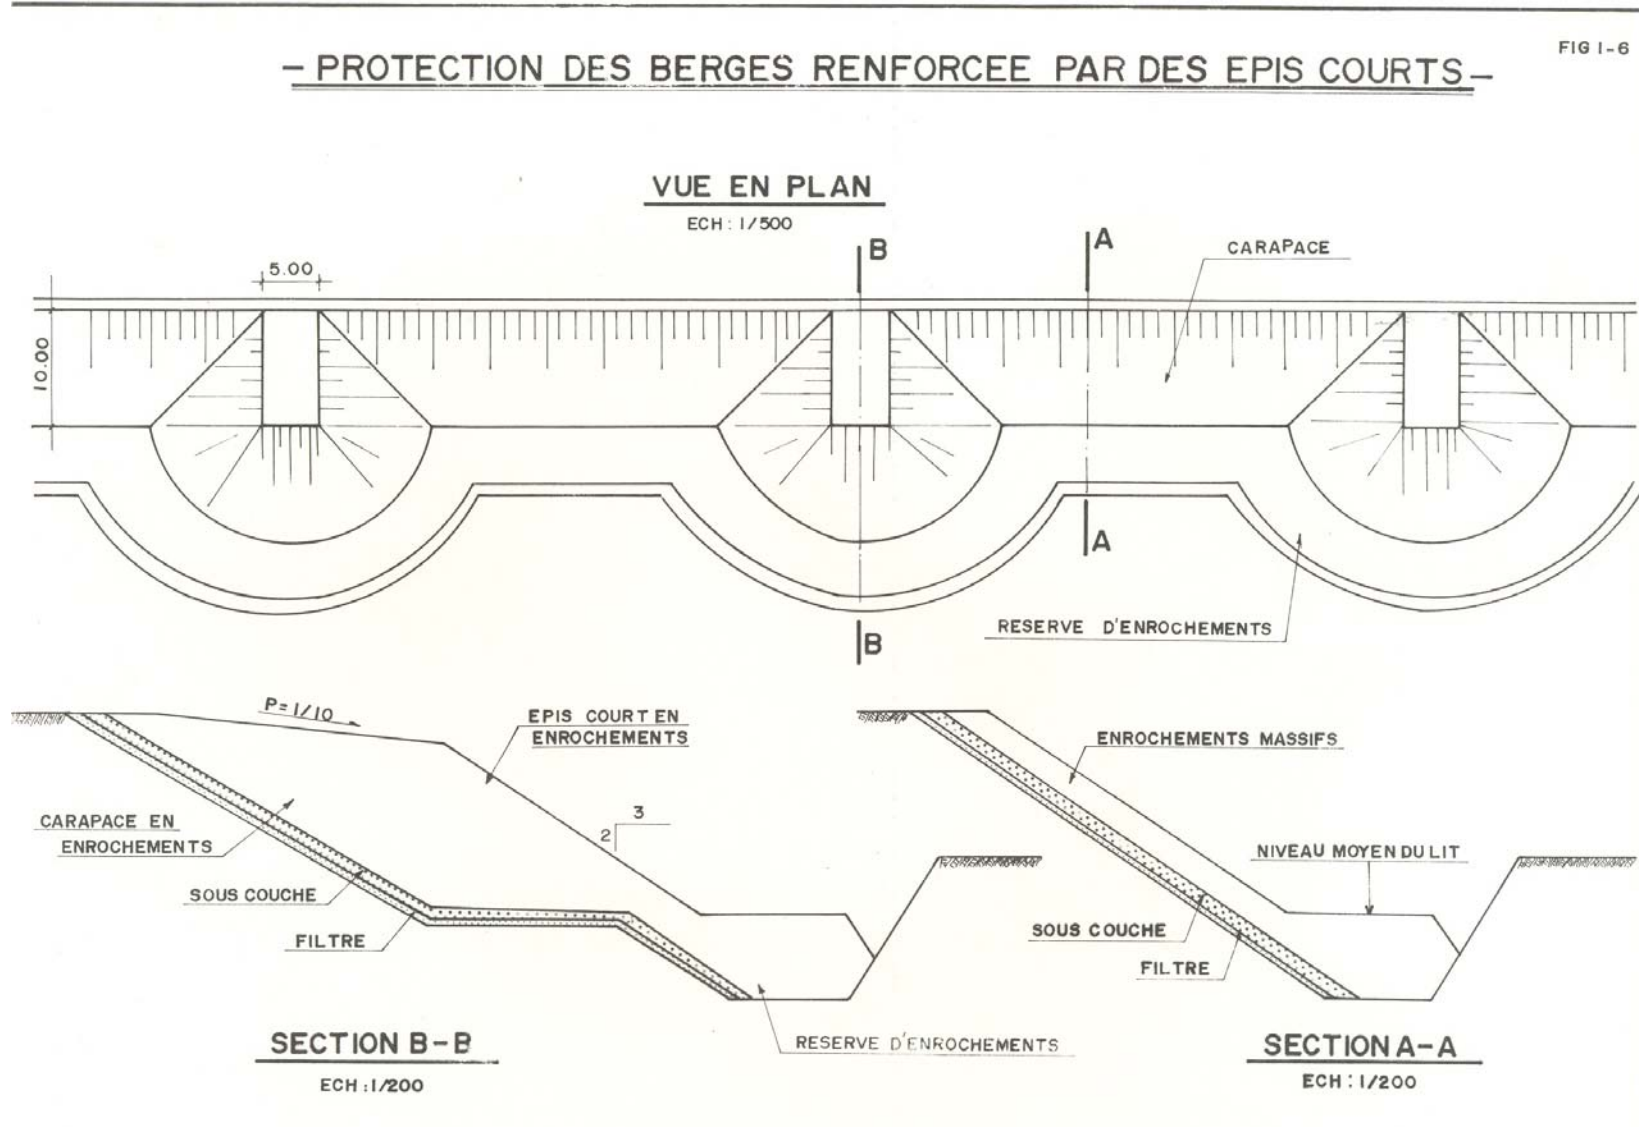 FIG 1-6
- PROTECTION DES BERGES RENFORCEE PAR DES EPIS COURTS -
VUE EN PLAN
ECH : 1/500
B
A
CARAPACE
5.00
10.00
A
RESERVE D'ENROCHEMENTS
B
P= 1/10
EPIS COURT EN
ENROCHEMENTS
3
2
CARAPACE EN
ENROCHEMENTS
SOUS COUCHE
FILTRE
RESERVE D'ENROCHEMENTS
SECTION B-B
ECH : 1/200
ENROCHEMENTS MASSIFS
NIVEAU MOYEN DU LIT
SOUS COUCHE
FILTRE
SECTION A-A
ECH : 1/200